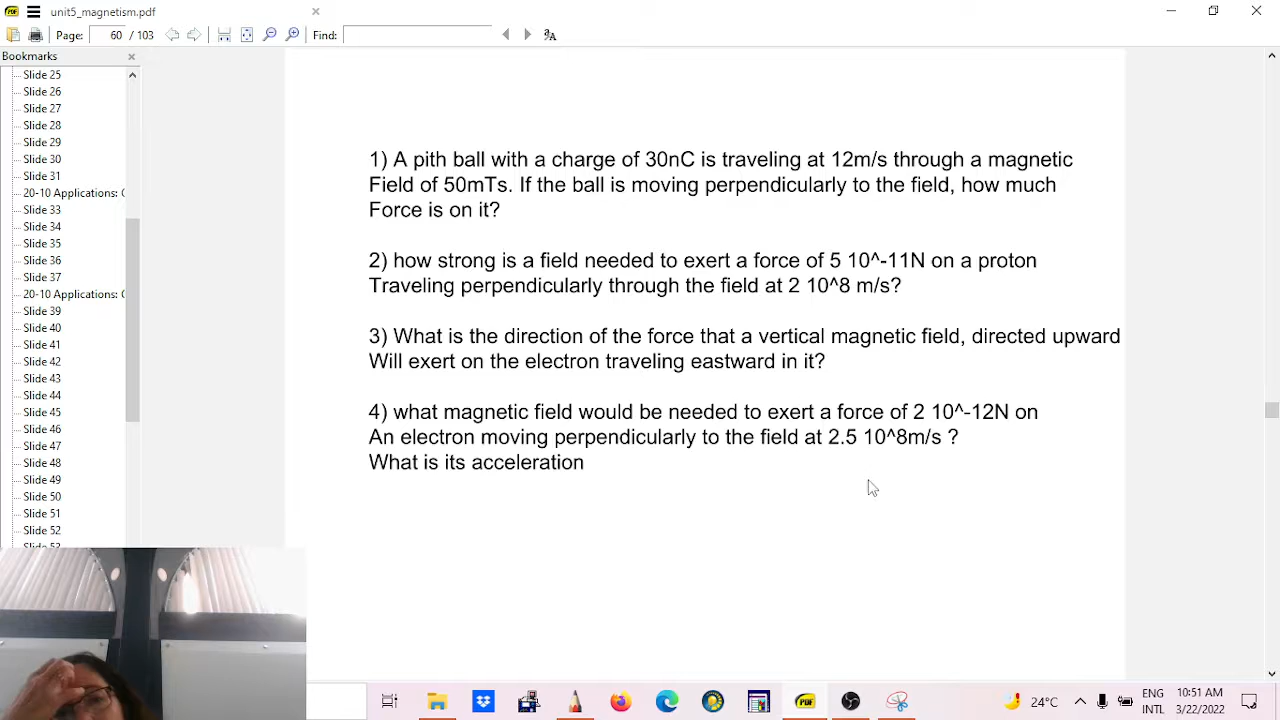 unit5_magnetism.pdf
Page: 60 / 103 Find:
Bookmarks
Slide 25
Slide 26
Slide 27
Slide 28
Slide 29
Slide 30
Slide 31
20-10 Applications: G
Slide 33
Slide 34
Slide 35
Slide 36
Slide 37
20-10 Applications: G
Slide 39
Slide 40
Slide 41
Slide 42
Slide 43
Slide 44
Slide 45
Slide 46
Slide 47
Slide 48
Slide 49
Slide 50
Slide 51
Slide 52
1) A pith ball with a charge of 30nC is traveling at 12m/s through a magnetic
Field of 50mTs. If the ball is moving perpendicularly to the field, how much
Force is on it?
2) how strong is a field needed to exert a force of 5 10^-11N on a proton
Traveling perpendicularly through the field at 2 10^8 m/s?
3) What is the direction of the force that a vertical magnetic field, directed upward
Will exert on the electron traveling eastward in it?
4) what magnetic field would be needed to exert a force of 2 10^-12N on
An electron moving perpendicularly to the field at 2.5 10^8m/s ?
What is its acceleration
PDF
24°C
ENG
INTL
10:51 AM
3/22/2022